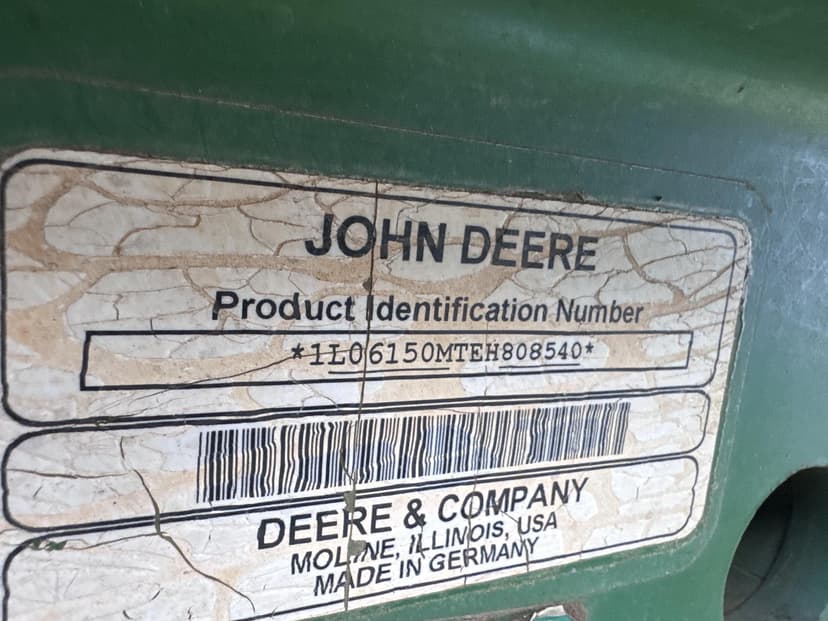 JOHN DEERE
Product Identification Number
*1L06150MTEH808540*
DEERE & COMPANY
MOLINE, ILLINOIS, USA
MADE IN GERMANY